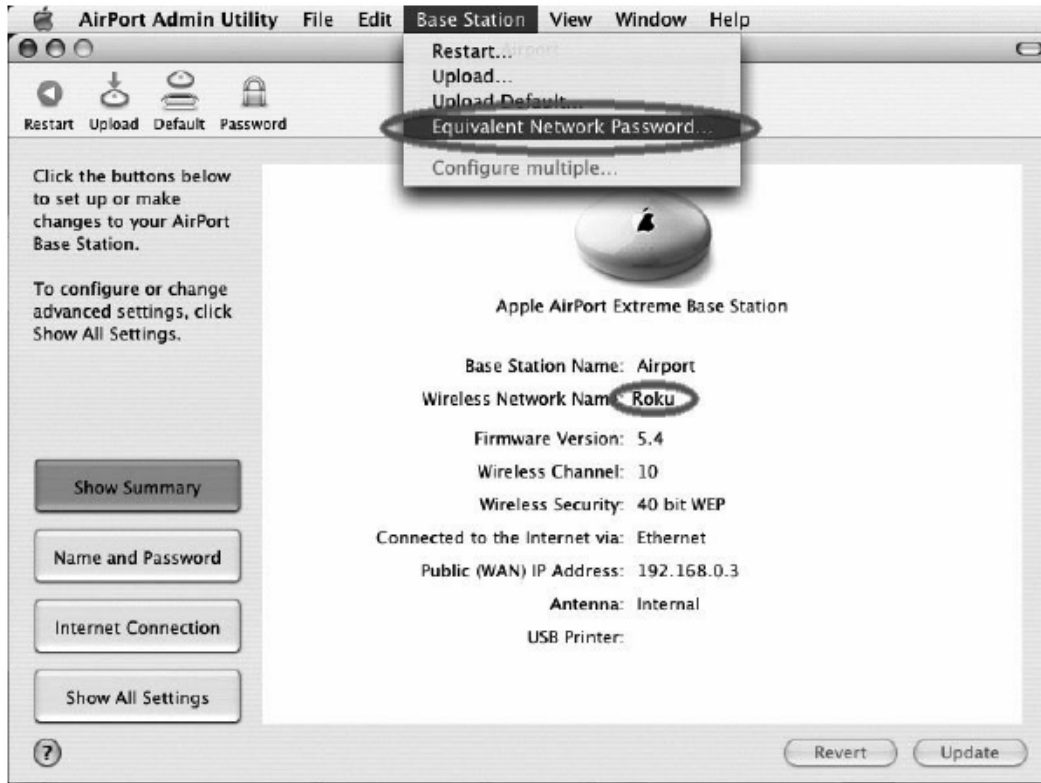 AirPort Admin Utility File Edit Base Station View Window Help
Restart...
Upload...
Upload Default...
Equivalent Network Password...
Configure multiple...
Airport
Restart Upload Default Password
Click the buttons below
to set up or make
changes to your AirPort
Base Station.
To configure or change
advanced settings, click
Show All Settings.
Show Summary
Name and Password
Internet Connection
Show All Settings
Apple AirPort Extreme Base Station
Base Station Name: Airport
Wireless Network Nam Roku
Firmware Version: 5.4
Wireless Channel: 10
Wireless Security: 40 bit WEP
Connected to the Internet via: Ethernet
Public (WAN) IP Address: 192.168.0.3
Antenna: Internal
USB Printer:
?
Revert Update